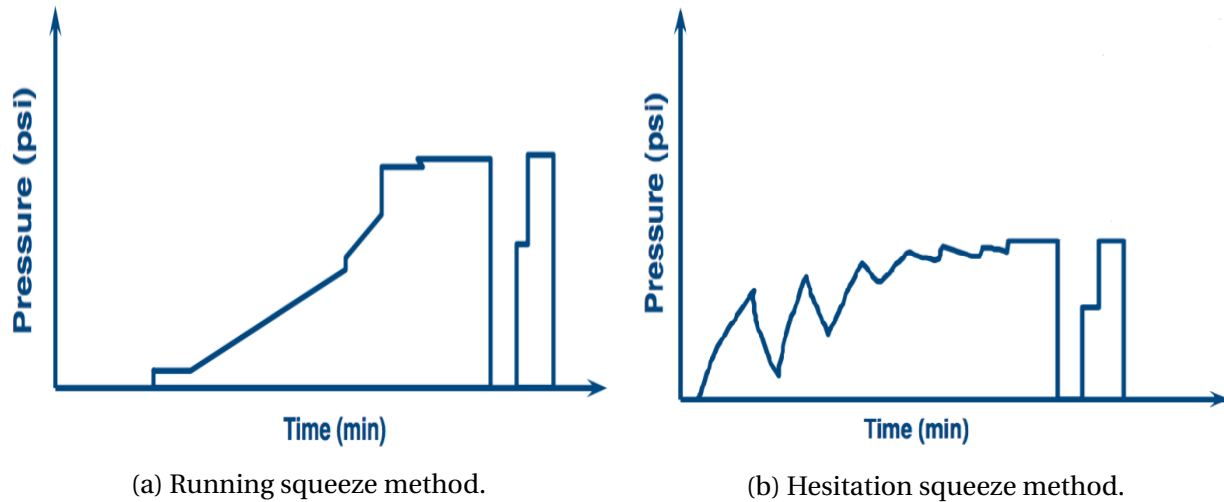 Pressure (psi)
Time (min)
(a) Running squeeze method.
Pressure (psi)
Time (min)
(b) Hesitation squeeze method.